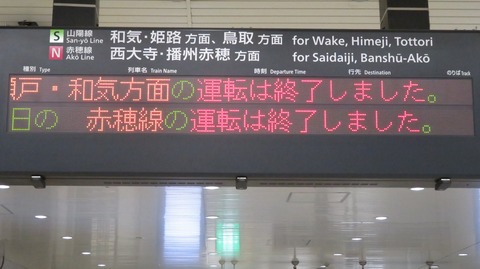 S 山陽線 San-yō Line 和気・姫路 方面、鳥取 方面 for Wake, Himeji, Tottori
N 赤穂線 Akō Line 西大寺・播州赤穂 方面 for Saidaiji, Banshū-Akō
種別 Type 列車名 Train Name 時刻 Departure Time 行先 Destination のりば Track
戸・和気方面の運転は終了しました。
日の 赤穂線の運転は終了しました。